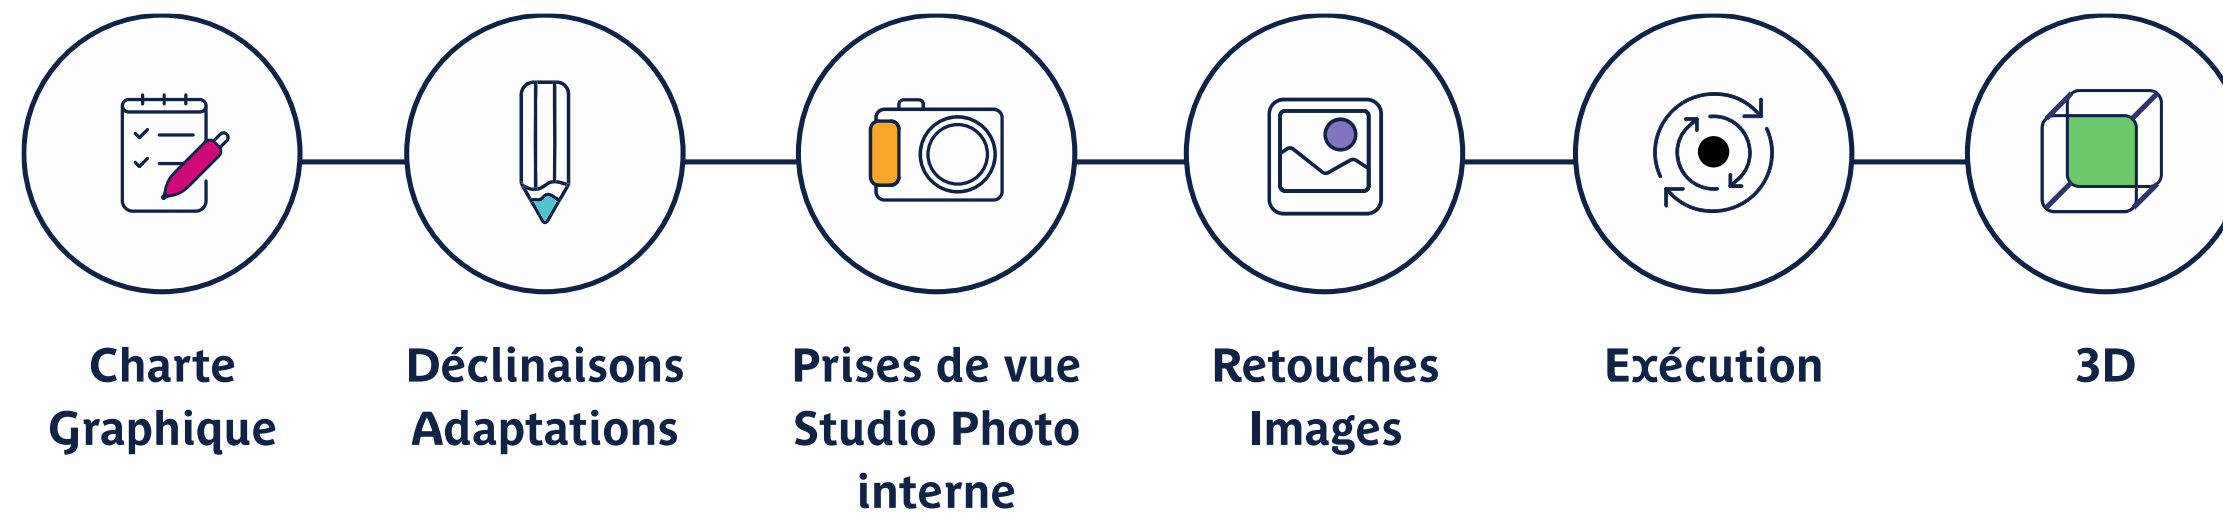 Charte
Graphique
Déclinaisons
Adaptations
Prises de vue
Studio Photo
interne
Retouches
Images
Exécution
3D